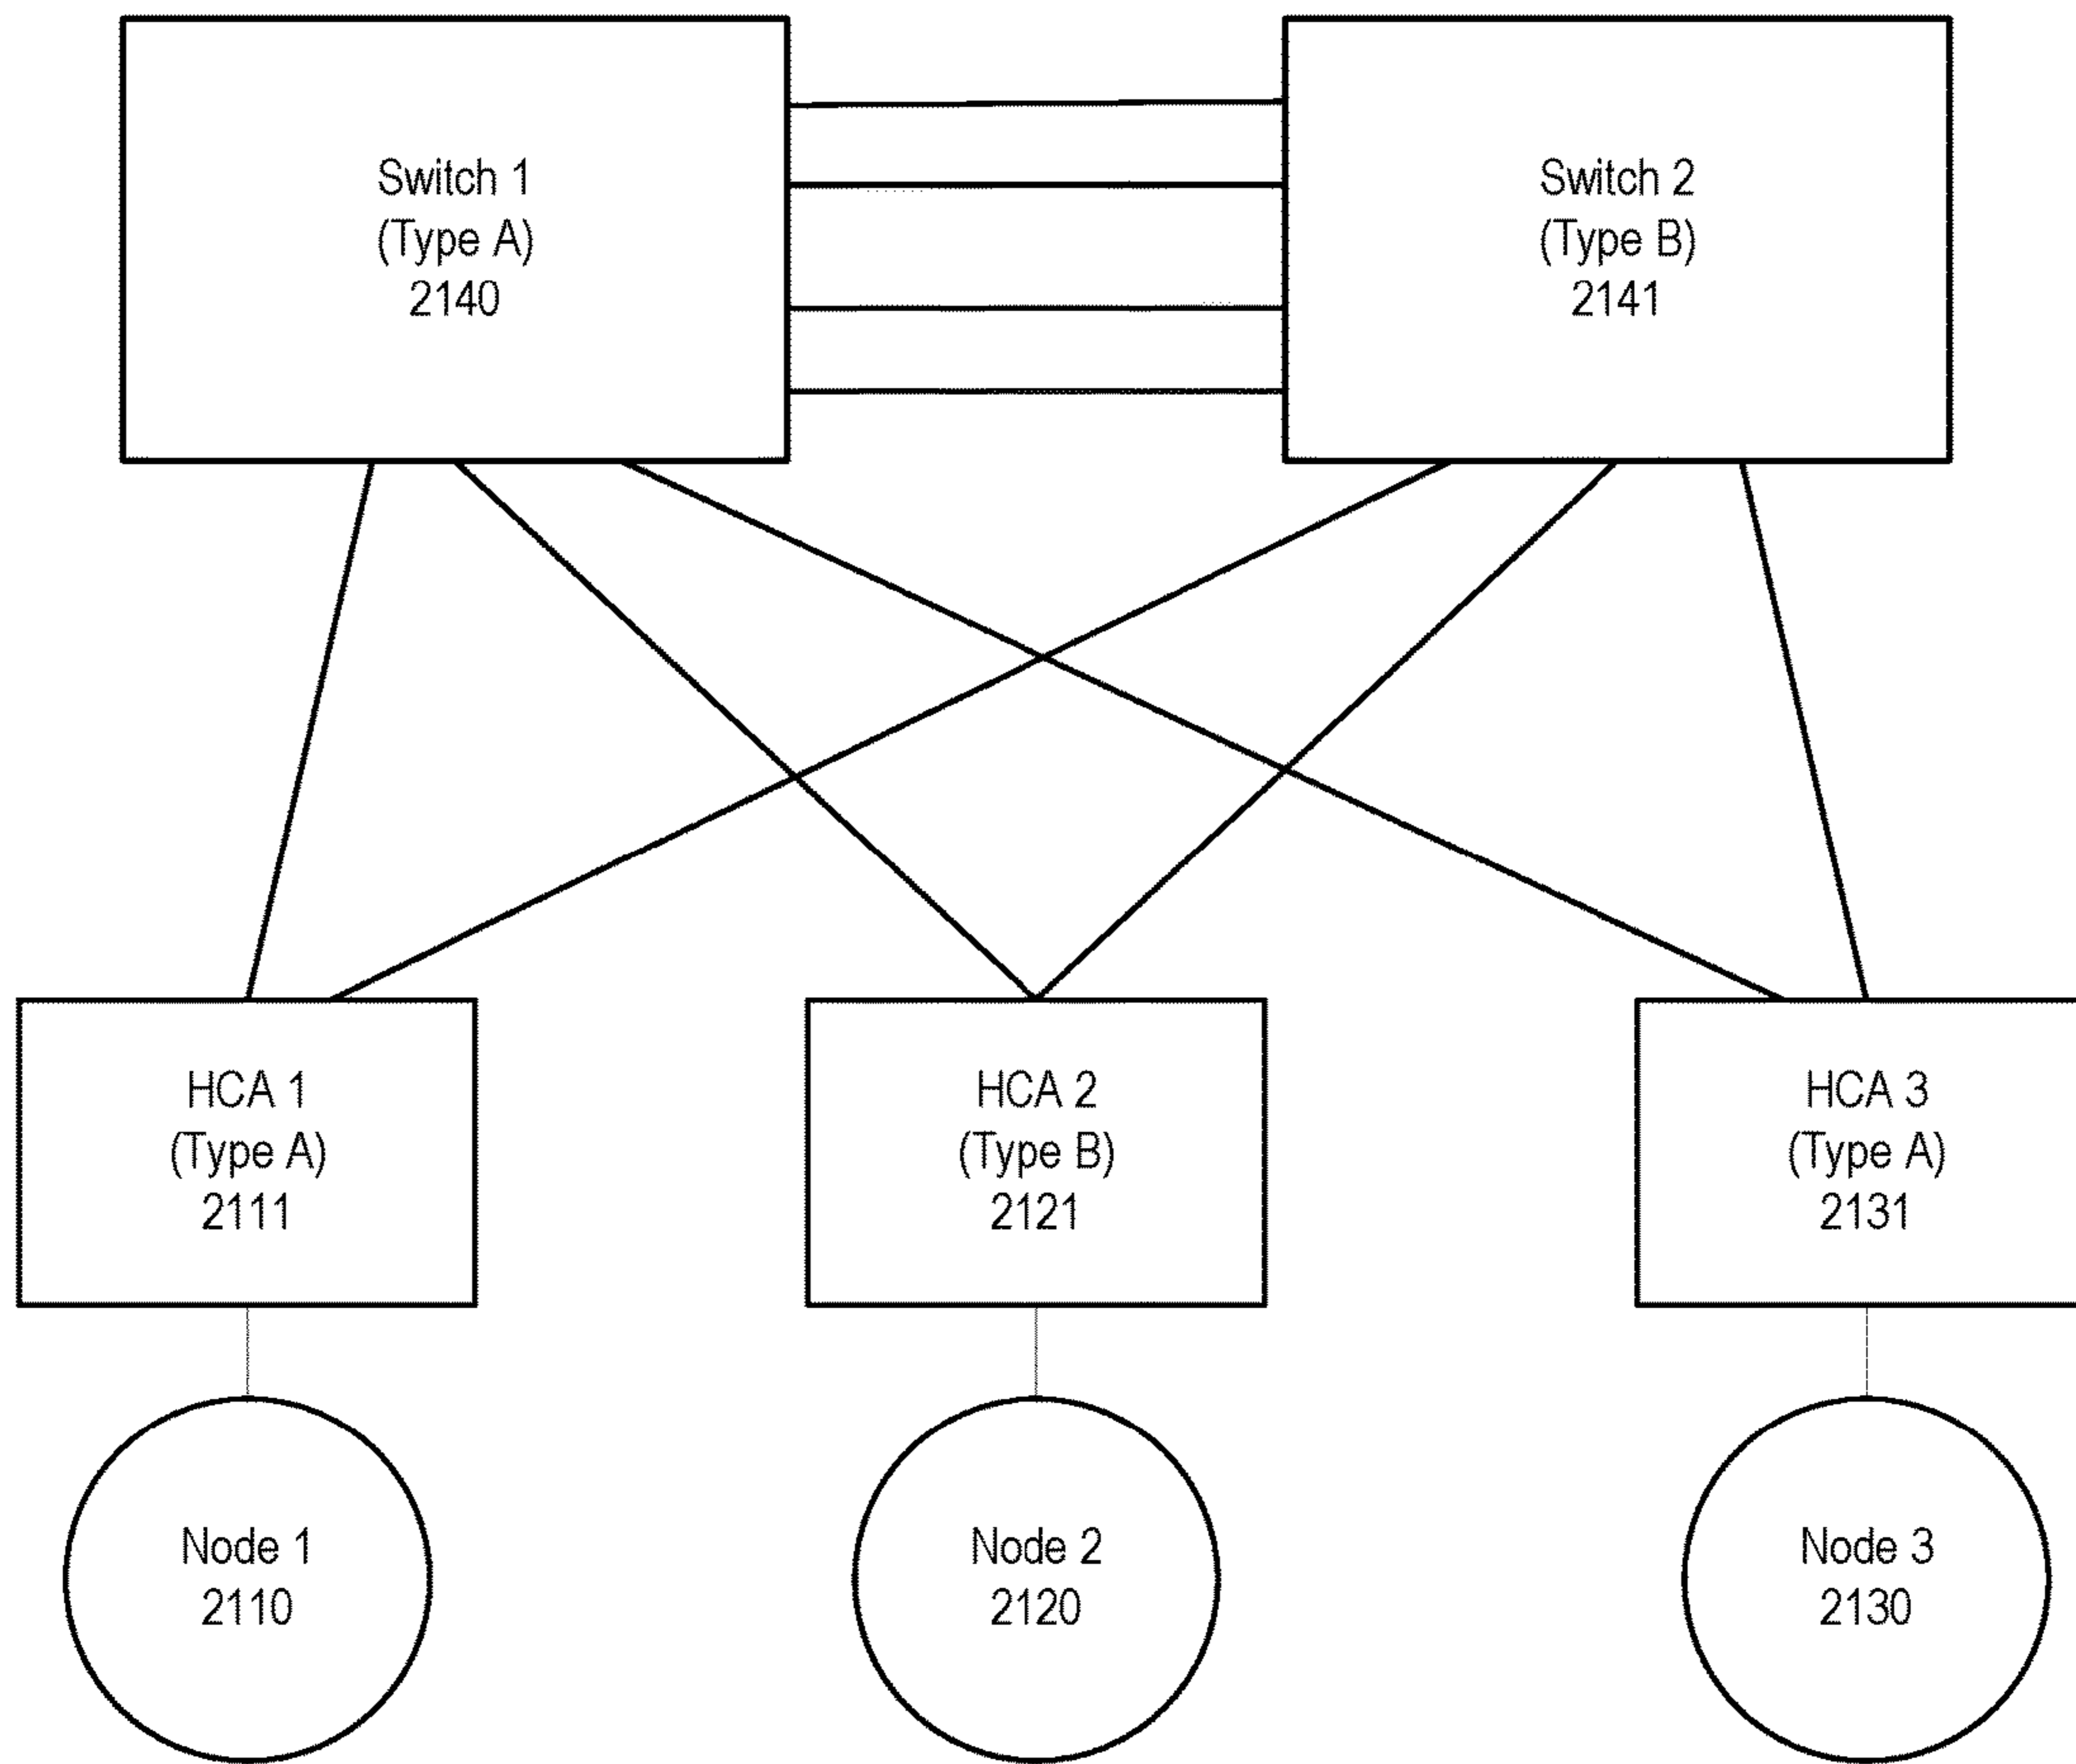 Switch 1
(Type A)
2140
Switch 2
(Type B)
2141
HCA 1
(Type A)
2111
HCA 2
(Type B)
2121
HCA 3
(Type A)
2131
Node 1
2110
Node 2
2120
Node 3
2130